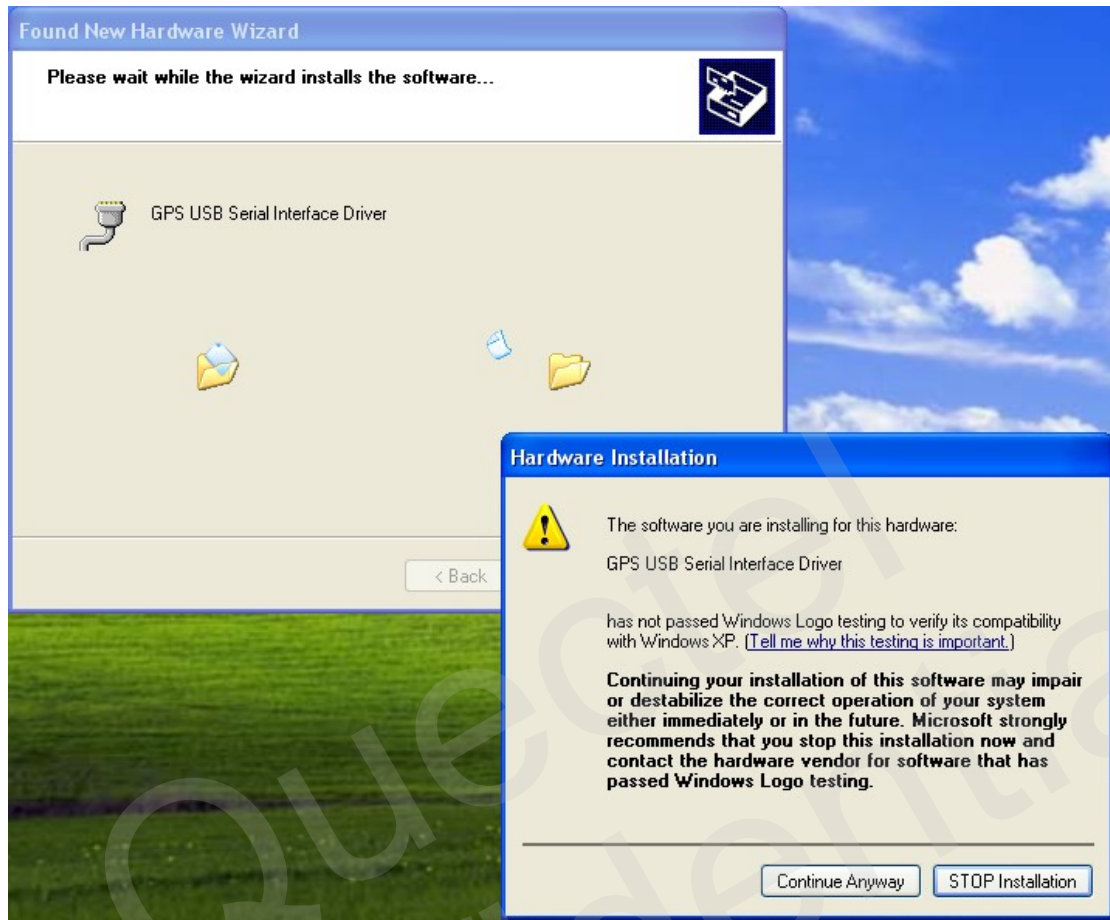 Found New Hardware Wizard
Please wait while the wizard installs the software...
GPS USB Serial Interface Driver
< Back
Hardware Installation
The software you are installing for this hardware:
GPS USB Serial Interface Driver
has not passed Windows Logo testing to verify its compatibility
with Windows XP. (Tell me why this testing is important.)
Continuing your installation of this software may impair
or destabilize the correct operation of your system
either immediately or in the future. Microsoft strongly
recommends that you stop this installation now and
contact the hardware vendor for software that has
passed Windows Logo testing.
Continue Anyway
STOP Installation
Quectel